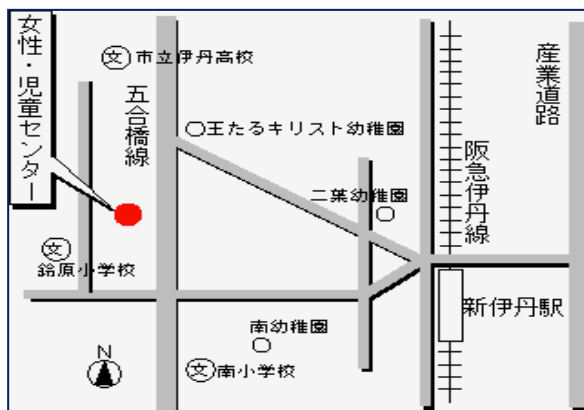 女性・児童センター
文市立伊丹高校
五合橋線
王たるキリスト幼稚園
二葉幼稚園
阪急伊丹線
産業道路
文
鈴原小学校
新伊丹駅
南幼稚園
文南小学校
N